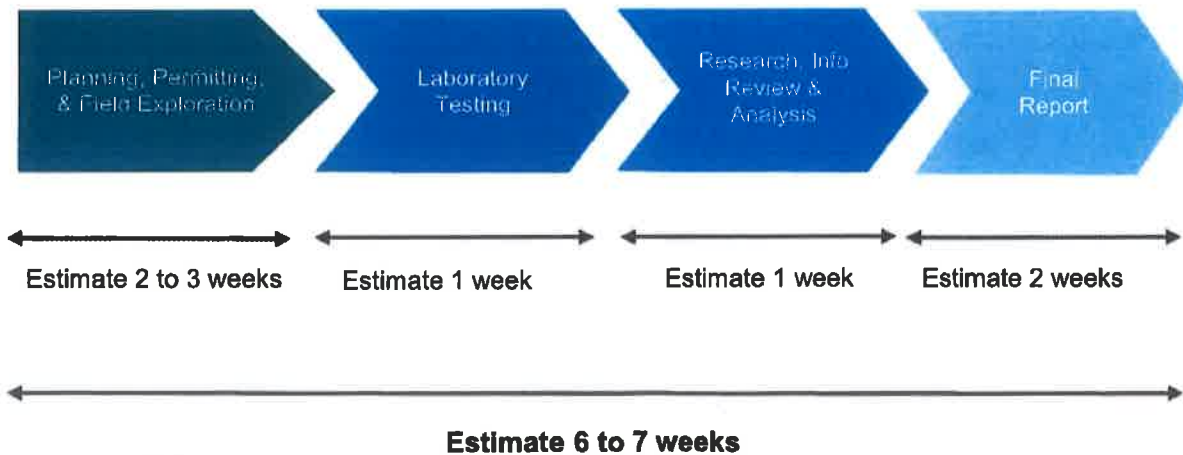 Planning, Permitting,
& Field Exploration
Laboratory
Testing
Research, Info
Review &
Analysis
Final
Report
Estimate 2 to 3 weeks
Estimate 1 week
Estimate 1 week
Estimate 2 weeks
Estimate 6 to 7 weeks